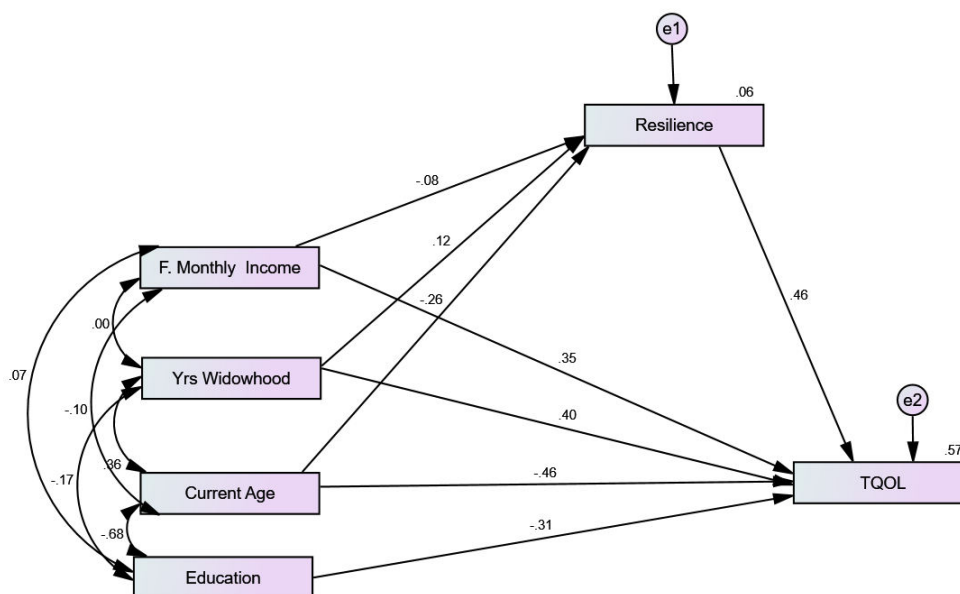 e1
.06
Resilience
-.08
.12
F. Monthly  Income
-.26
.46
.00
.35
.07
Yrs Widowhood
e2
-.10
.40
.57
.36
-.17
-.46
Current Age
TQOL
-.31
-.68
Education